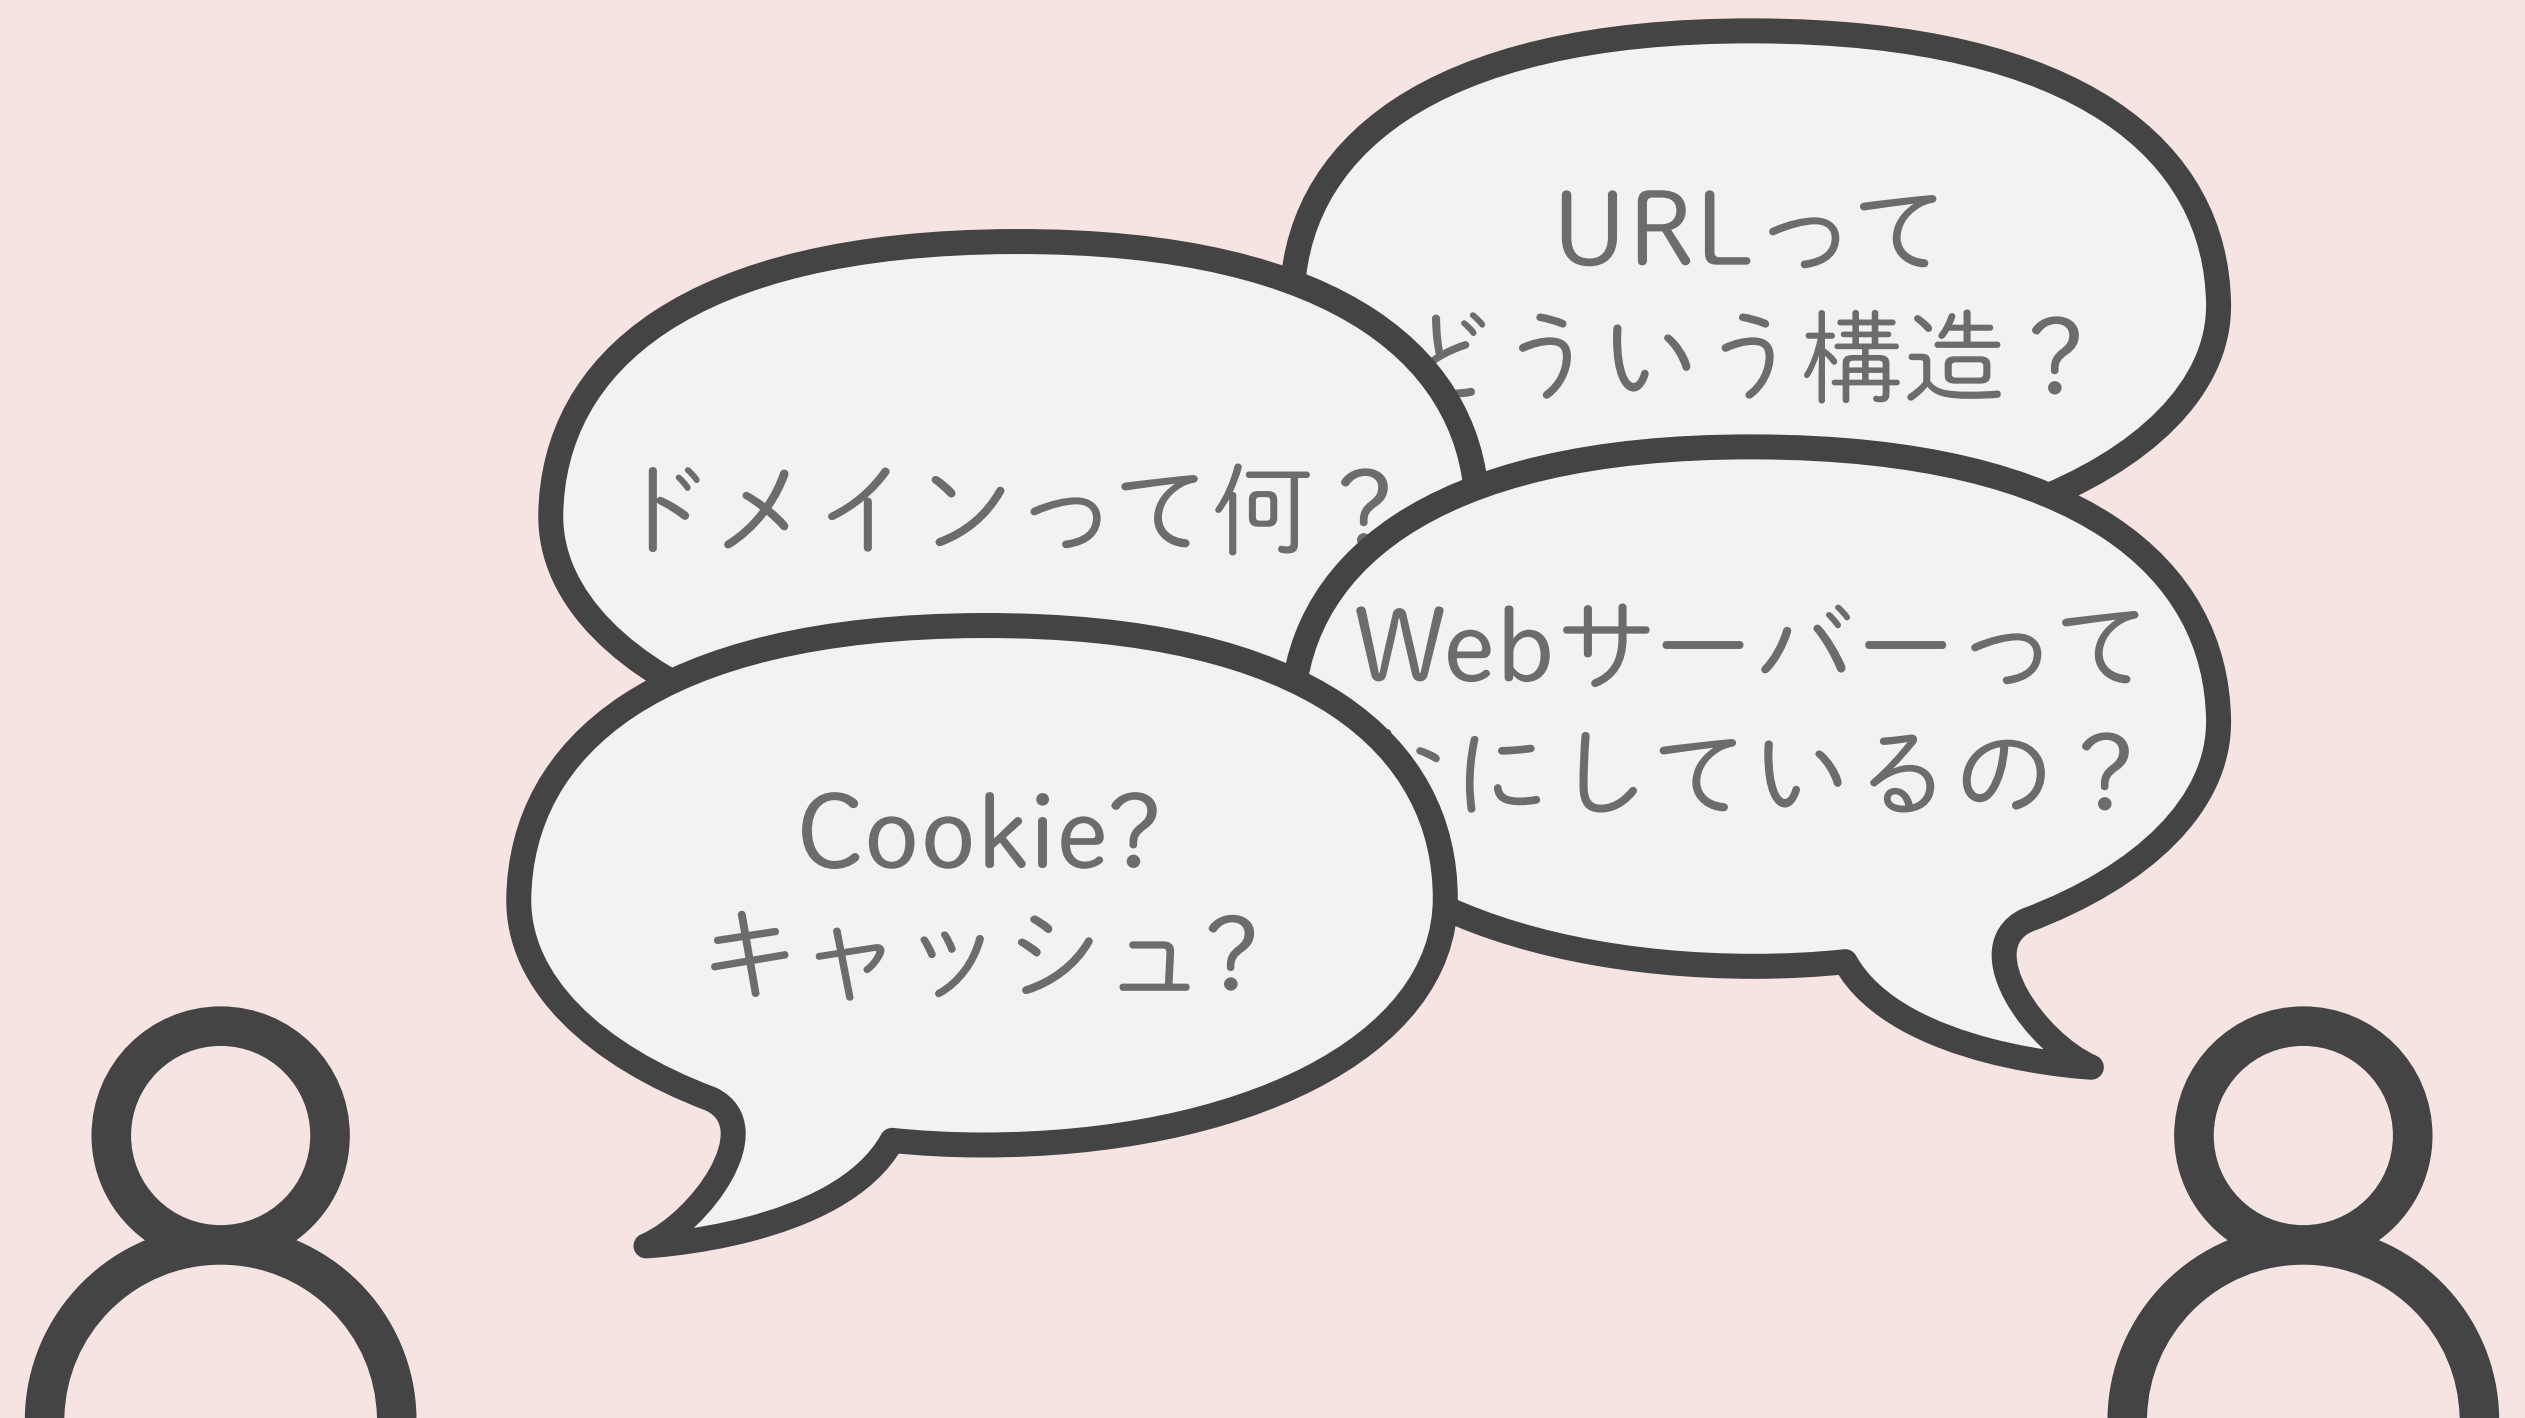 URLって
どういう構造？
ドメインって何？
Webサーバーって
にしているの？
Cookie?
キャッシュ?